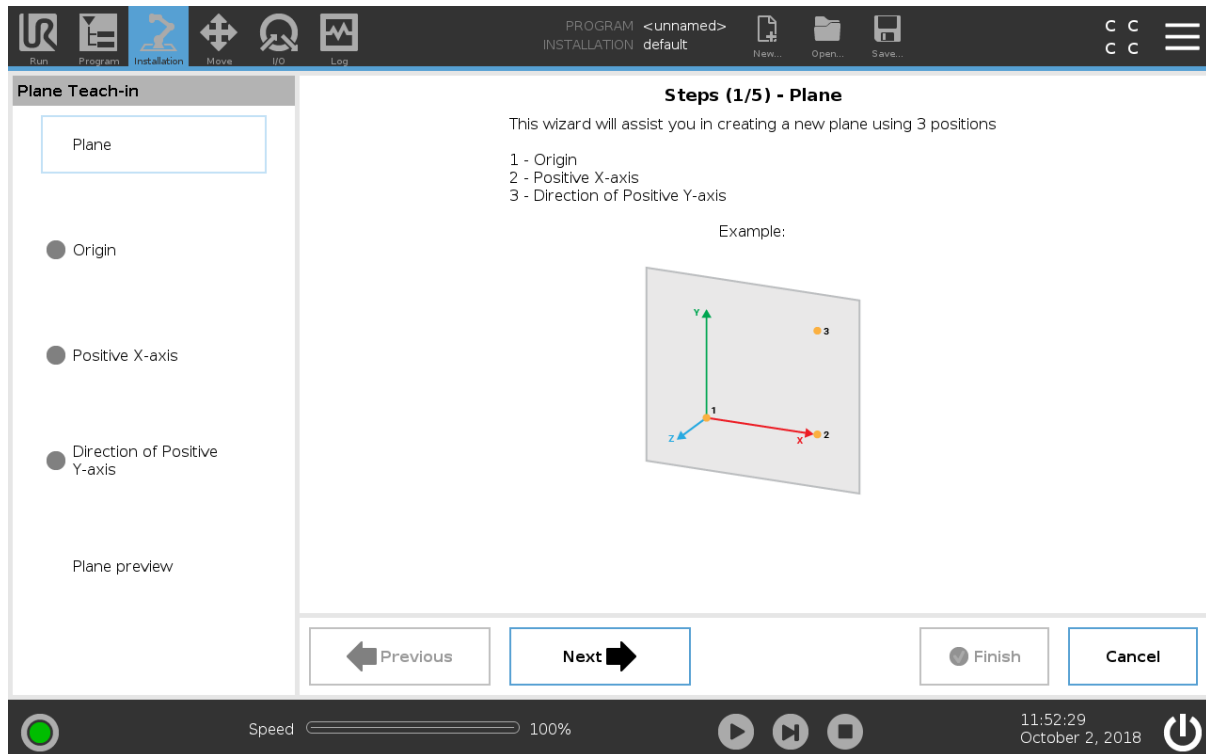 PROGRAM <unnamed>
INSTALLATION default
C C
C C
Run Program Installation Move I/O Log New... Open... Save...
Plane Teach-in
Plane
Origin
Positive X-axis
Direction of Positive
Y-axis
Plane preview
Steps (1/5) - Plane
This wizard will assist you in creating a new plane using 3 positions
1 - Origin
2 - Positive X-axis
3 - Direction of Positive Y-axis
Example:
Y
3
1
Z
X
2
Previous
Next
Finish
Cancel
Speed 100%
11:52:29
October 2, 2018